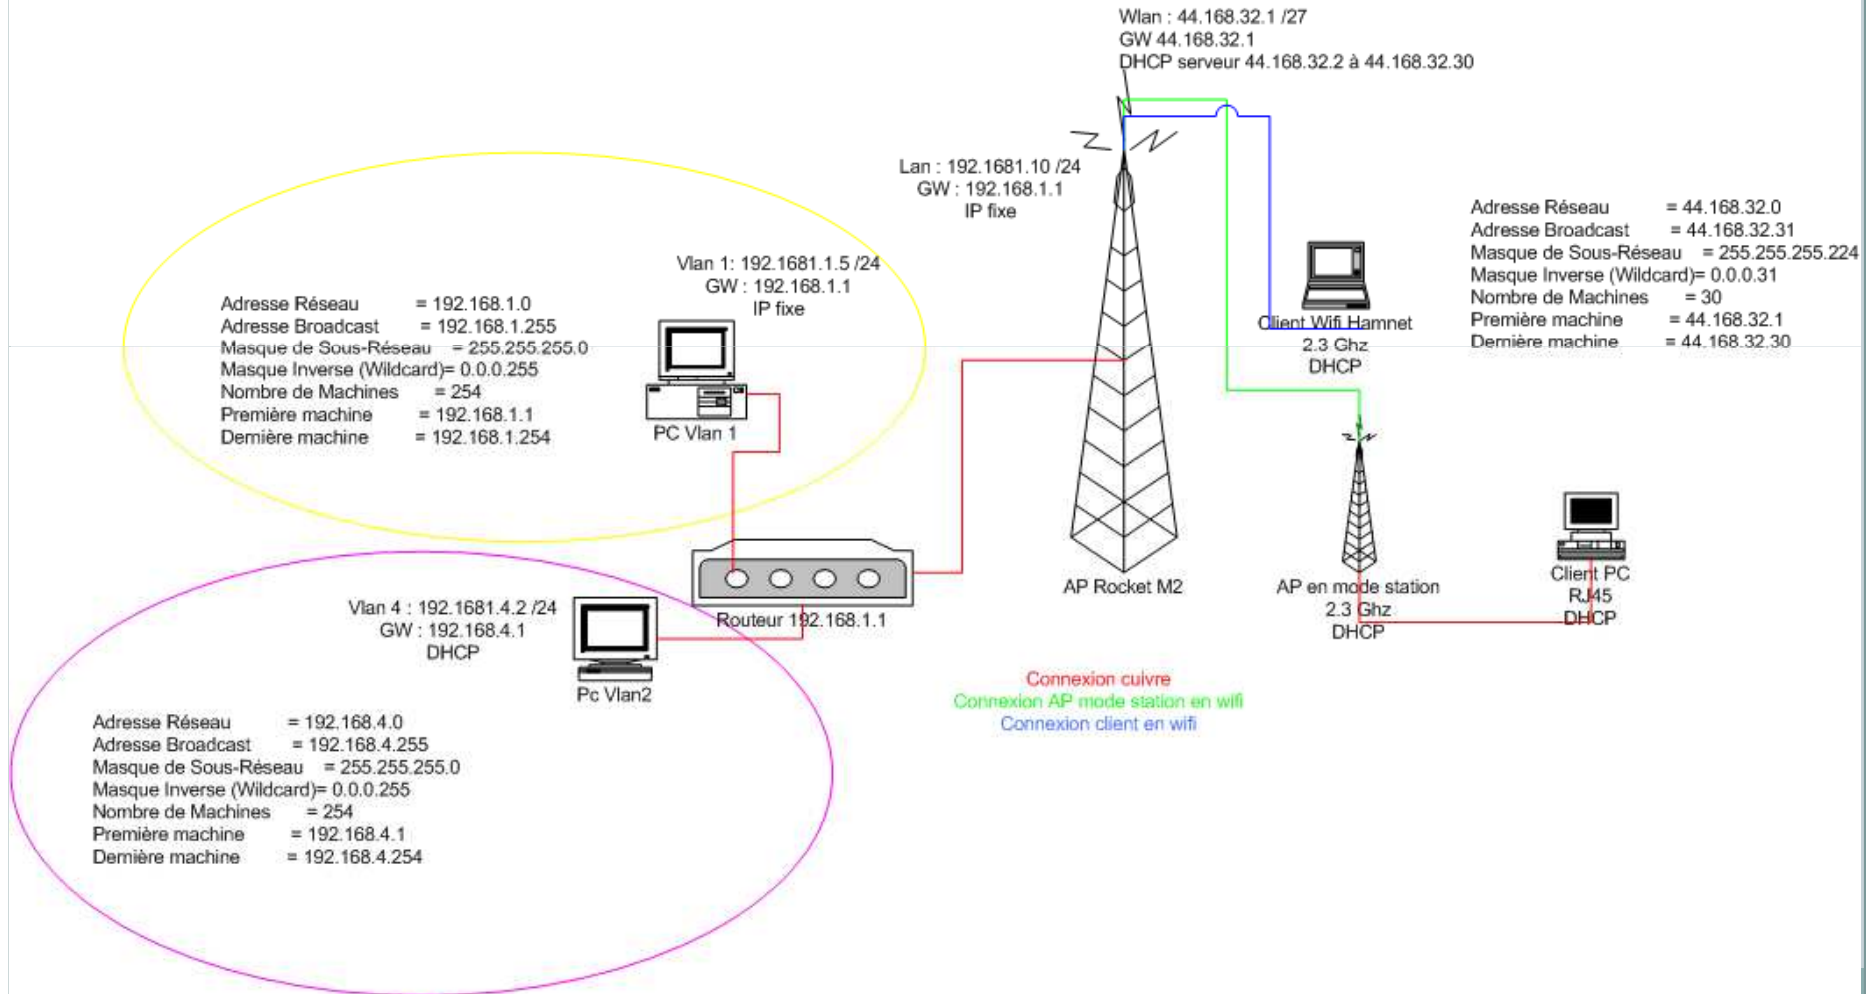 Wlan : 44.168.32.1 /27
GW 44.168.32.1
DHCP serveur 44.168.32.2 à 44.168.32.30
Lan : 192.1681.10 /24
GW : 192.168.1.1
IP fixe
Adresse Réseau = 44.168.32.0
Adresse Broadcast = 44.168.32.31
Masque de Sous-Réseau = 255.255.255.224
Masque Inverse (Wildcard)= 0.0.0.31
Nombre de Machines = 30
Première machine = 44.168.32.1
Dernière machine = 44.168.32.30
Client Wifi Hamnet
2.3 Ghz
DHCP
Vlan 1: 192.1681.1.5 /24
GW : 192.168.1.1
IP fixe
Adresse Réseau = 192.168.1.0
Adresse Broadcast = 192.168.1.255
Masque de Sous-Réseau = 255.255.255.0
Masque Inverse (Wildcard)= 0.0.0.255
Nombre de Machines = 254
Première machine = 192.168.1.1
Dernière machine = 192.168.1.254
PC Vlan 1
AP Rocket M2
AP en mode station
2.3 Ghz
DHCP
Client PC
RJ45
DHCP
Routeur 192.168.1.1
Vlan 4 : 192.1681.4.2 /24
GW : 192.168.4.1
DHCP
Pc Vlan2
Connexion cuivre
Connexion AP mode station en wifi
Connexion client en wifi
Adresse Réseau = 192.168.4.0
Adresse Broadcast = 192.168.4.255
Masque de Sous-Réseau = 255.255.255.0
Masque Inverse (Wildcard)= 0.0.0.255
Nombre de Machines = 254
Première machine = 192.168.4.1
Dernière machine = 192.168.4.254